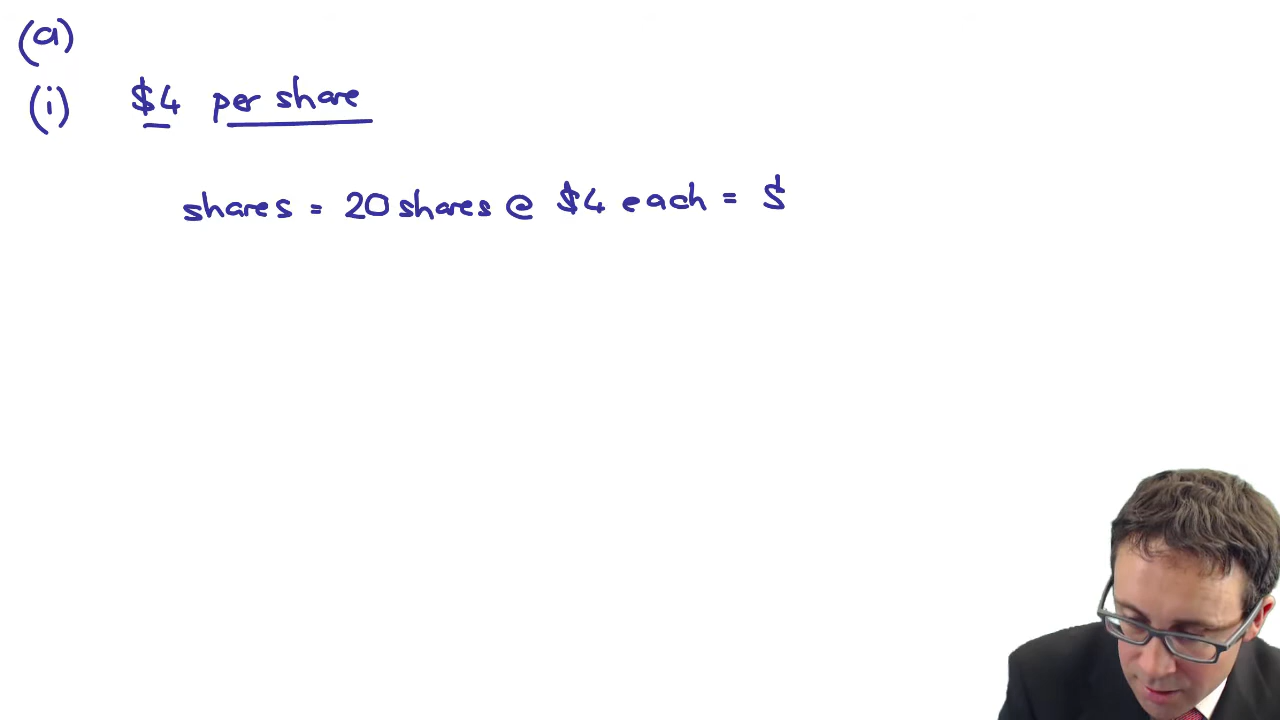 (a)
(i) $4 per share
shares = 20 shares @ $4 each = $